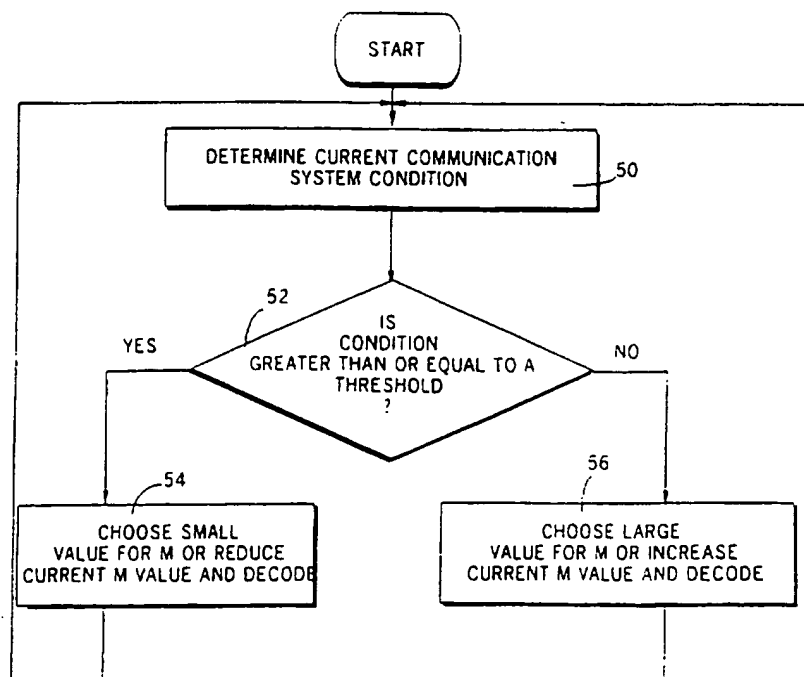 START
DETERMINE CURRENT COMMUNICATION
SYSTEM CONDITION
50
52
IS
CONDITION
GREATER THAN OR EQUAL TO A
THRESHOLD
?
YES
NO
54
CHOOSE SMALL
VALUE FOR M OR REDUCE
CURRENT M VALUE AND DECODE
56
CHOOSE LARGE
VALUE FOR M OR INCREASE
CURRENT M VALUE AND DECODE